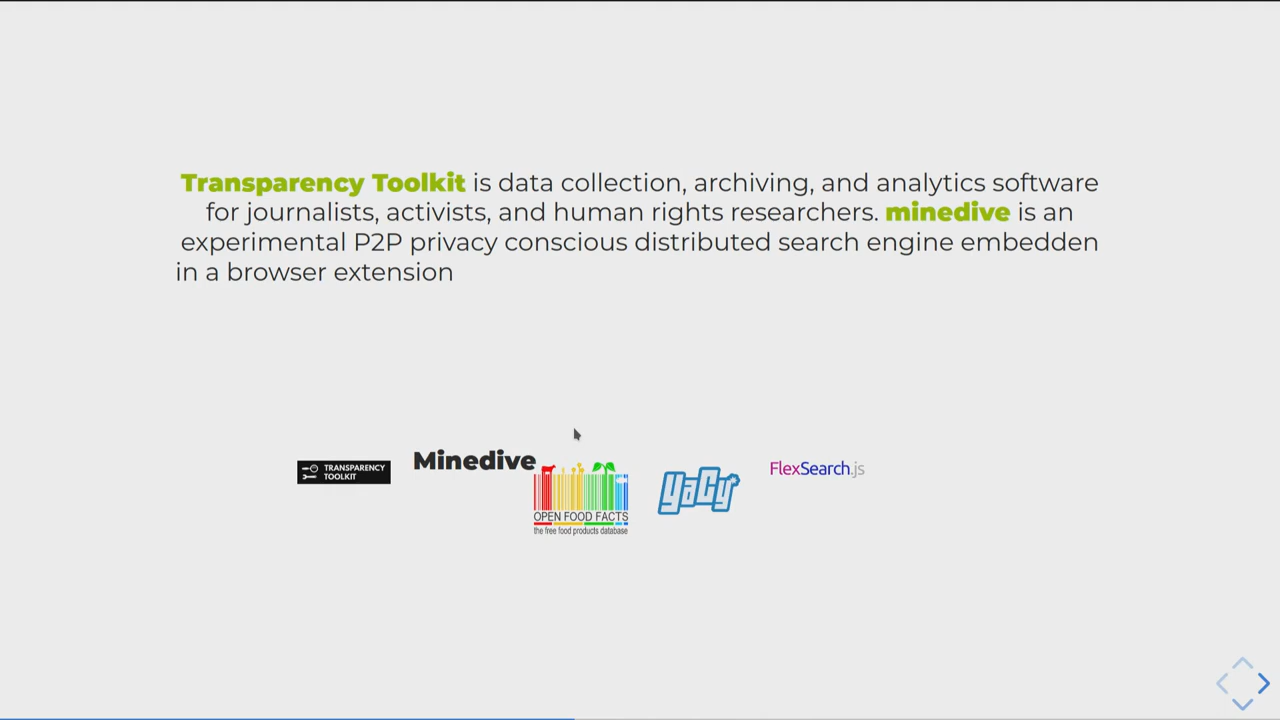 Transparency Toolkit is data collection, archiving, and analytics software
for journalists, activists, and human rights researchers. minedive is an
experimental P2P privacy conscious distributed search engine embedden
in a browser extension
TRANSPARENCY
TOOLKIT
Minedive
OPEN FOOD FACTS
the free food products database
YaCy
FlexSearch.js